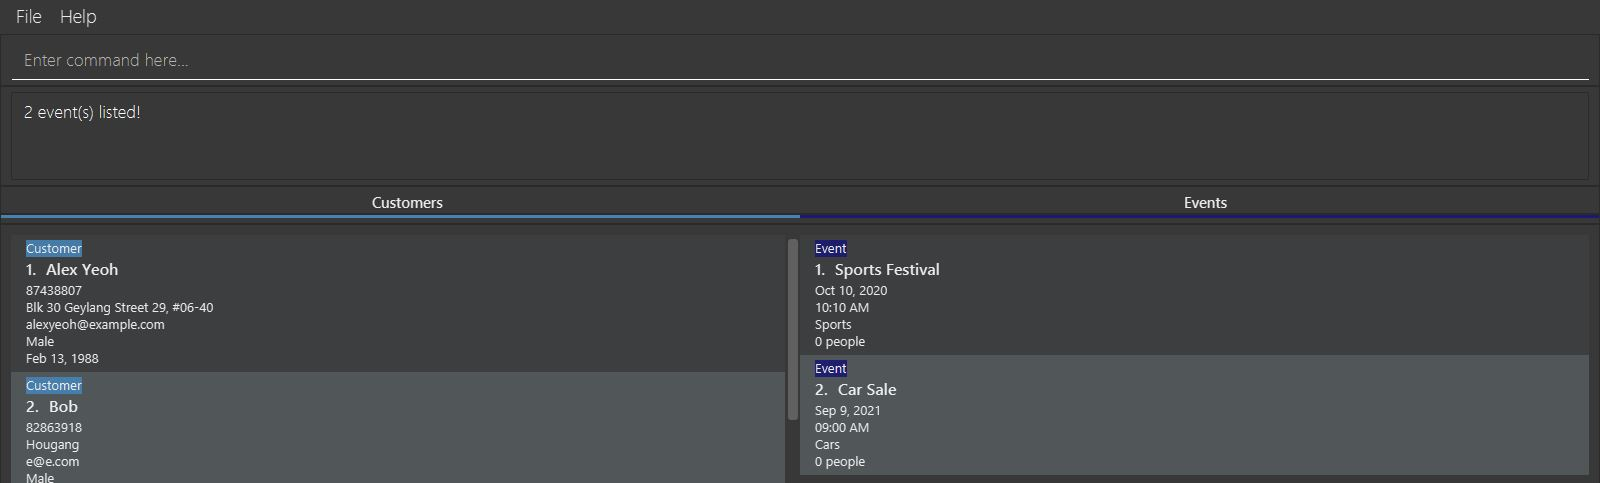 File Help
Enter command here...
2 event(s) listed!
Customers
Events
Customer
1. Alex Yeoh
87438807
Blk 30 Geylang Street 29, #06-40
alexyeoh@example.com
Male
Feb 13, 1988
Customer
2. Bob
82863918
Hougang
e@e.com
Male
Event
1. Sports Festival
Oct 10, 2020
10:10 AM
Sports
0 people
Event
2. Car Sale
Sep 9, 2021
09:00 AM
Cars
0 people